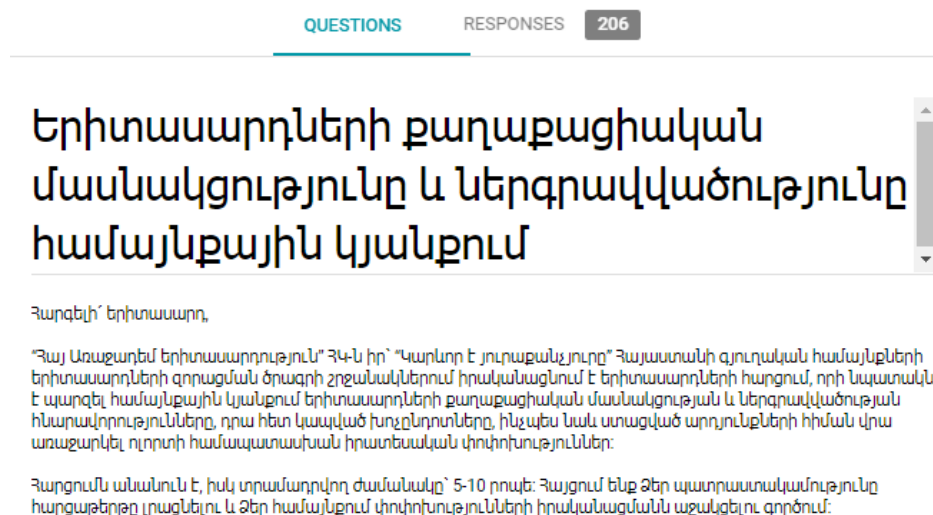 QUESTIONS
RESPONSES 206
Երիտասարդների քաղաքացիական
մասնակցությունը և ներգրավվածությունը
համայնքային կյանքում
Հարգելի՛ երիտասարդ,
“Հայ Առաջադեմ երիտասարդություն” ՀԿ-ն իր՝ “Կարևոր է յուրաքանչյուրը” Հայաստանի գյուղական համայնքների
երիտասարդների զորացման ծրագրի շրջանակներում իրականացնում է երիտասարդների հարցում, որի նպատակն
է պարզել համայնքային կյանքում երիտասարդների քաղաքացիական մասնակցության և ներգրավվածության
հնարավորությունները, դրա հետ կապված խոչընդոտները, ինչպես նաև ստացված արդյունքների հիման վրա
առաջարկել ոլորտի համապատասխան իրատեսական փոփոխություններ:
Հարցումն անանուն է, իսկ տրամադրվող ժամանակը՝ 5-10 րոպե: Հայցում ենք Ձեր պատրաստակամությունը
հարցաթերթը լրացնելու և Ձեր համայնքում փոփոխությունների իրականացմանն աջակցելու գործում: